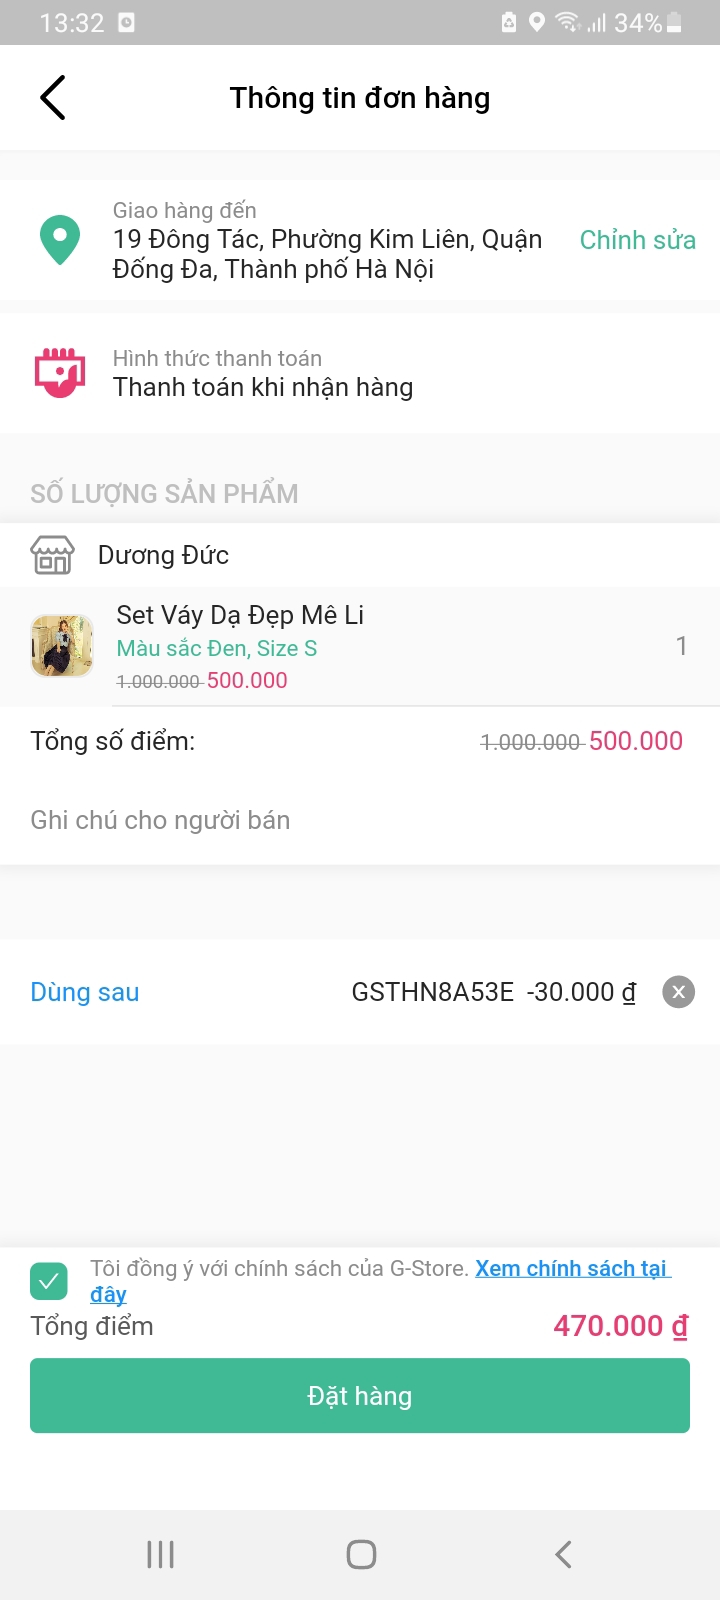 13:32
34%
Thông tin đơn hàng
Giao hàng đến
19 Đông Tác, Phường Kim Liên, Quận
Đống Đa, Thành phố Hà Nội
Chỉnh sửa
Hình thức thanh toán
Thanh toán khi nhận hàng
SỐ LƯỢNG SẢN PHẨM
Dương Đức
Set Váy Dạ Đẹp Mê Li
Màu sắc Đen, Size S
1.000.000 500.000
1
Tổng số điểm: 1.000.000 500.000
Ghi chú cho người bán
Dùng sau GSTHN8A53E -30.000 ₫
Tôi đồng ý với chính sách của G-Store. Xem chính sách tại
đây
Tổng điểm 470.000 ₫
Đặt hàng